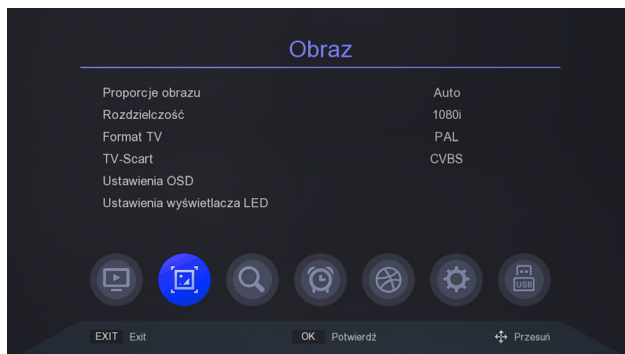 Obraz
Proporcje obrazu Auto
Rozdzielczość 1080i
Format TV PAL
TV-Scart CVBS
Ustawienia OSD
Ustawienia wyświetlacza LED
USB
EXIT Exit OK Potwierdź Przesuń